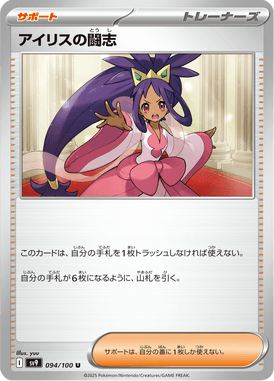 サポート
トレーナーズ
アイリスの闘志
とうし
このカードは、自分の手札を1枚トラッシュしなければ使えない。
自分の手札が6枚になるように、山札を引く。
illus. yuu
I SV9 094/100 U
©2025 Pokémon/Nintendo/Creatures/GAME FREAK.
サポートは、自分の番に1枚しか使えない。